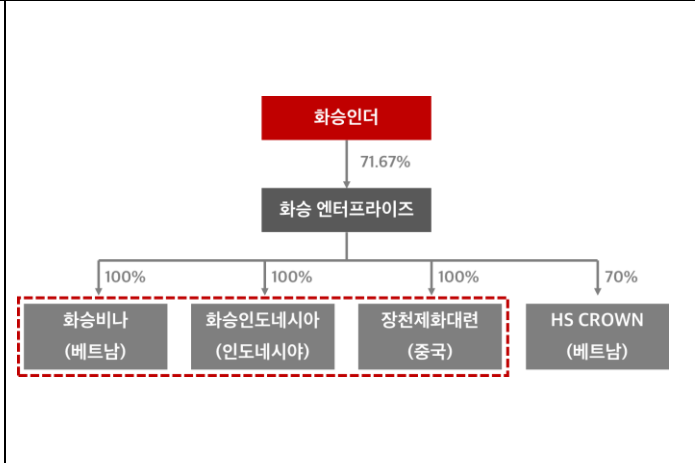 화승인더
71.67%
화승 엔터프라이즈
100%
100%
100%
70%
화승비나
(베트남)
화승인도네시아
(인도네시아)
장천제화대련
(중국)
HS CROWN
(베트남)